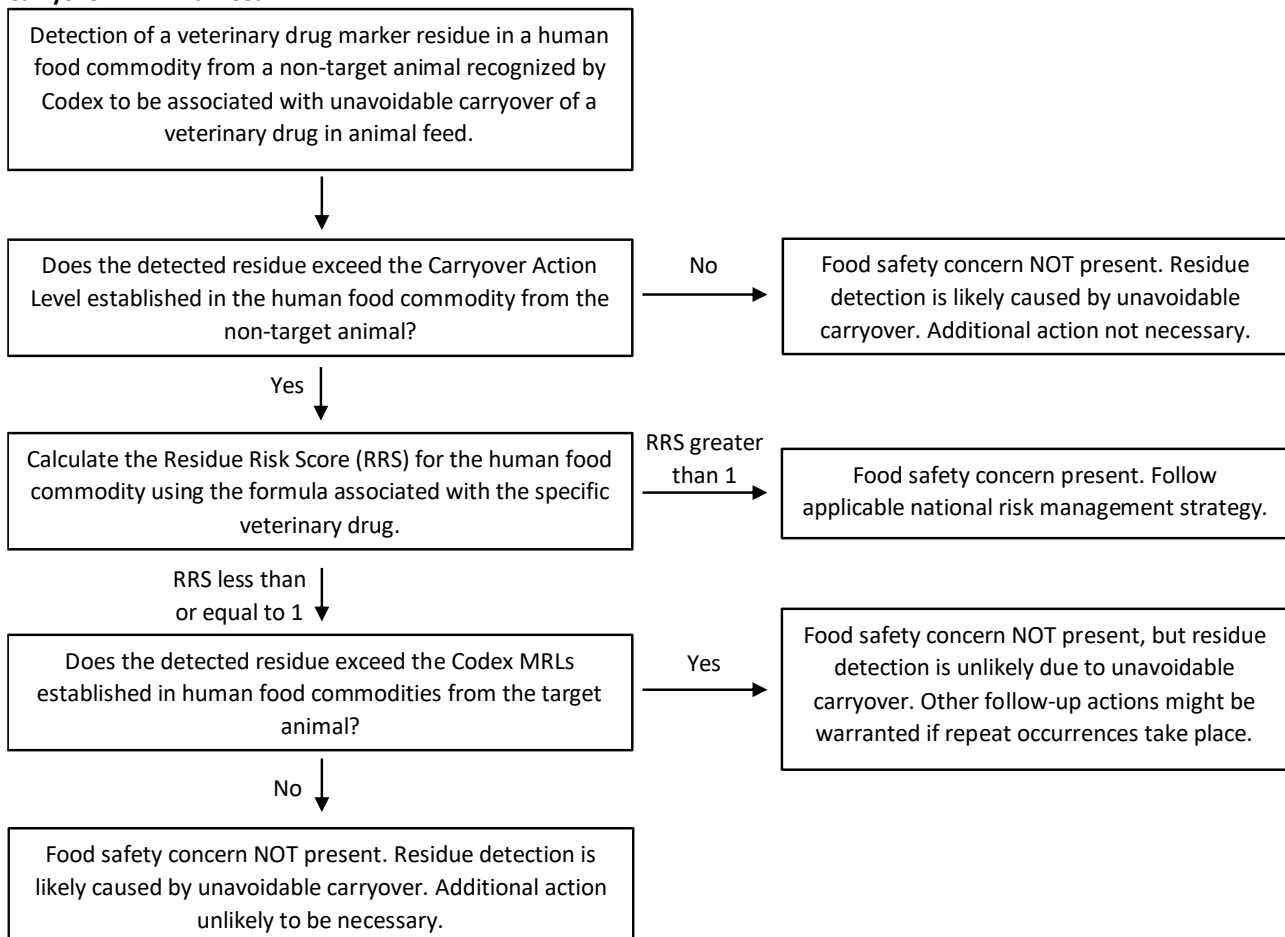 Detection of a veterinary drug marker residue in a human
food commodity from a non-target animal recognized by
Codex to be associated with unavoidable carryover of a
veterinary drug in animal feed.
Does the detected residue exceed the Carryover Action
Level established in the human food commodity from the
non-target animal?
No
Food safety concern NOT present. Residue
detection is likely caused by unavoidable
carryover. Additional action not necessary.
Yes
Calculate the Residue Risk Score (RRS) for the human food
commodity using the formula associated with the specific
veterinary drug.
RRS greater
than 1
Food safety concern present. Follow
applicable national risk management strategy.
RRS less than
or equal to 1
Does the detected residue exceed the Codex MRLs
established in human food commodities from the target
animal?
Yes
Food safety concern NOT present, but residue
detection is unlikely due to unavoidable
carryover. Other follow-up actions might be
warranted if repeat occurrences take place.
No
Food safety concern NOT present. Residue detection is
likely caused by unavoidable carryover. Additional action
unlikely to be necessary.